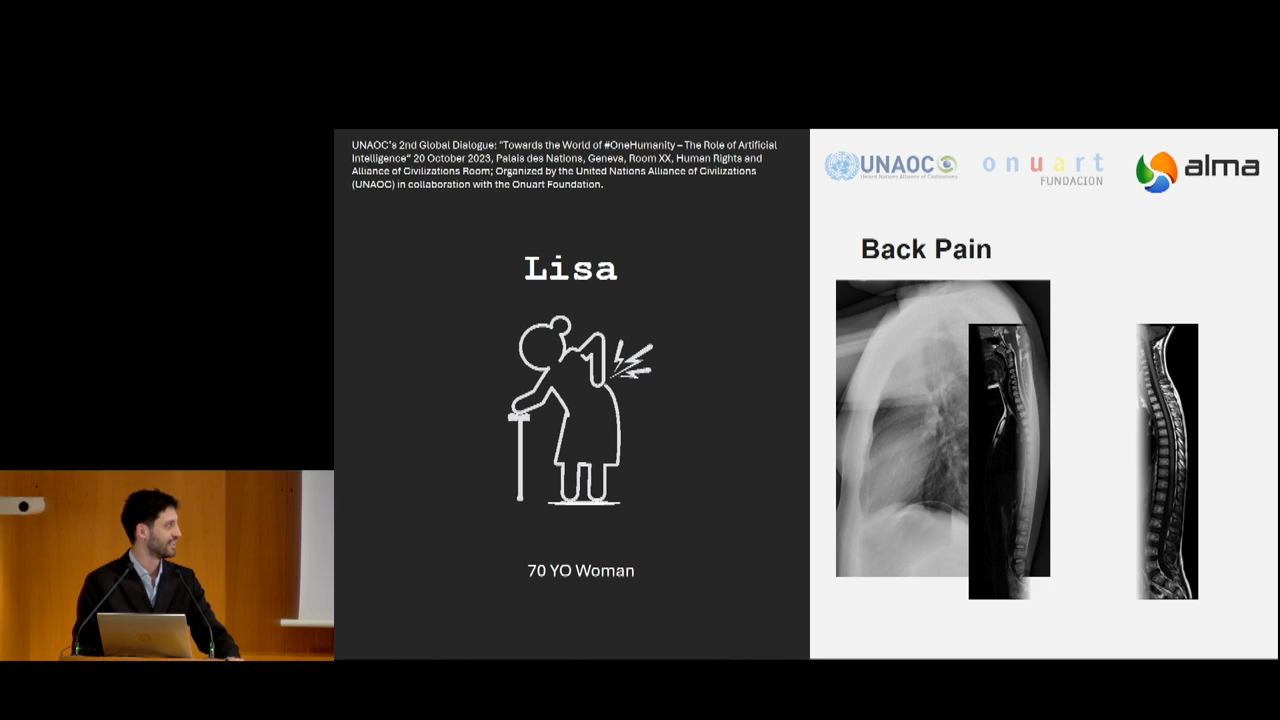 UNAOC's 2nd Global Dialogue: "Towards the World of #OneHumanity – The Role of Artificial
Intelligence" 20 October 2023, Palais des Nations, Geneva, Room XX, Human Rights and
Alliance of Civilizations Room; Organized by the United Nations Alliance of Civilizations
(UNAOC) in collaboration with the Onuart Foundation.
Lisa
70 YO Woman
UNAOC
United Nations Alliance of Civilizations
onuart
FUNDACION
alma
Back Pain